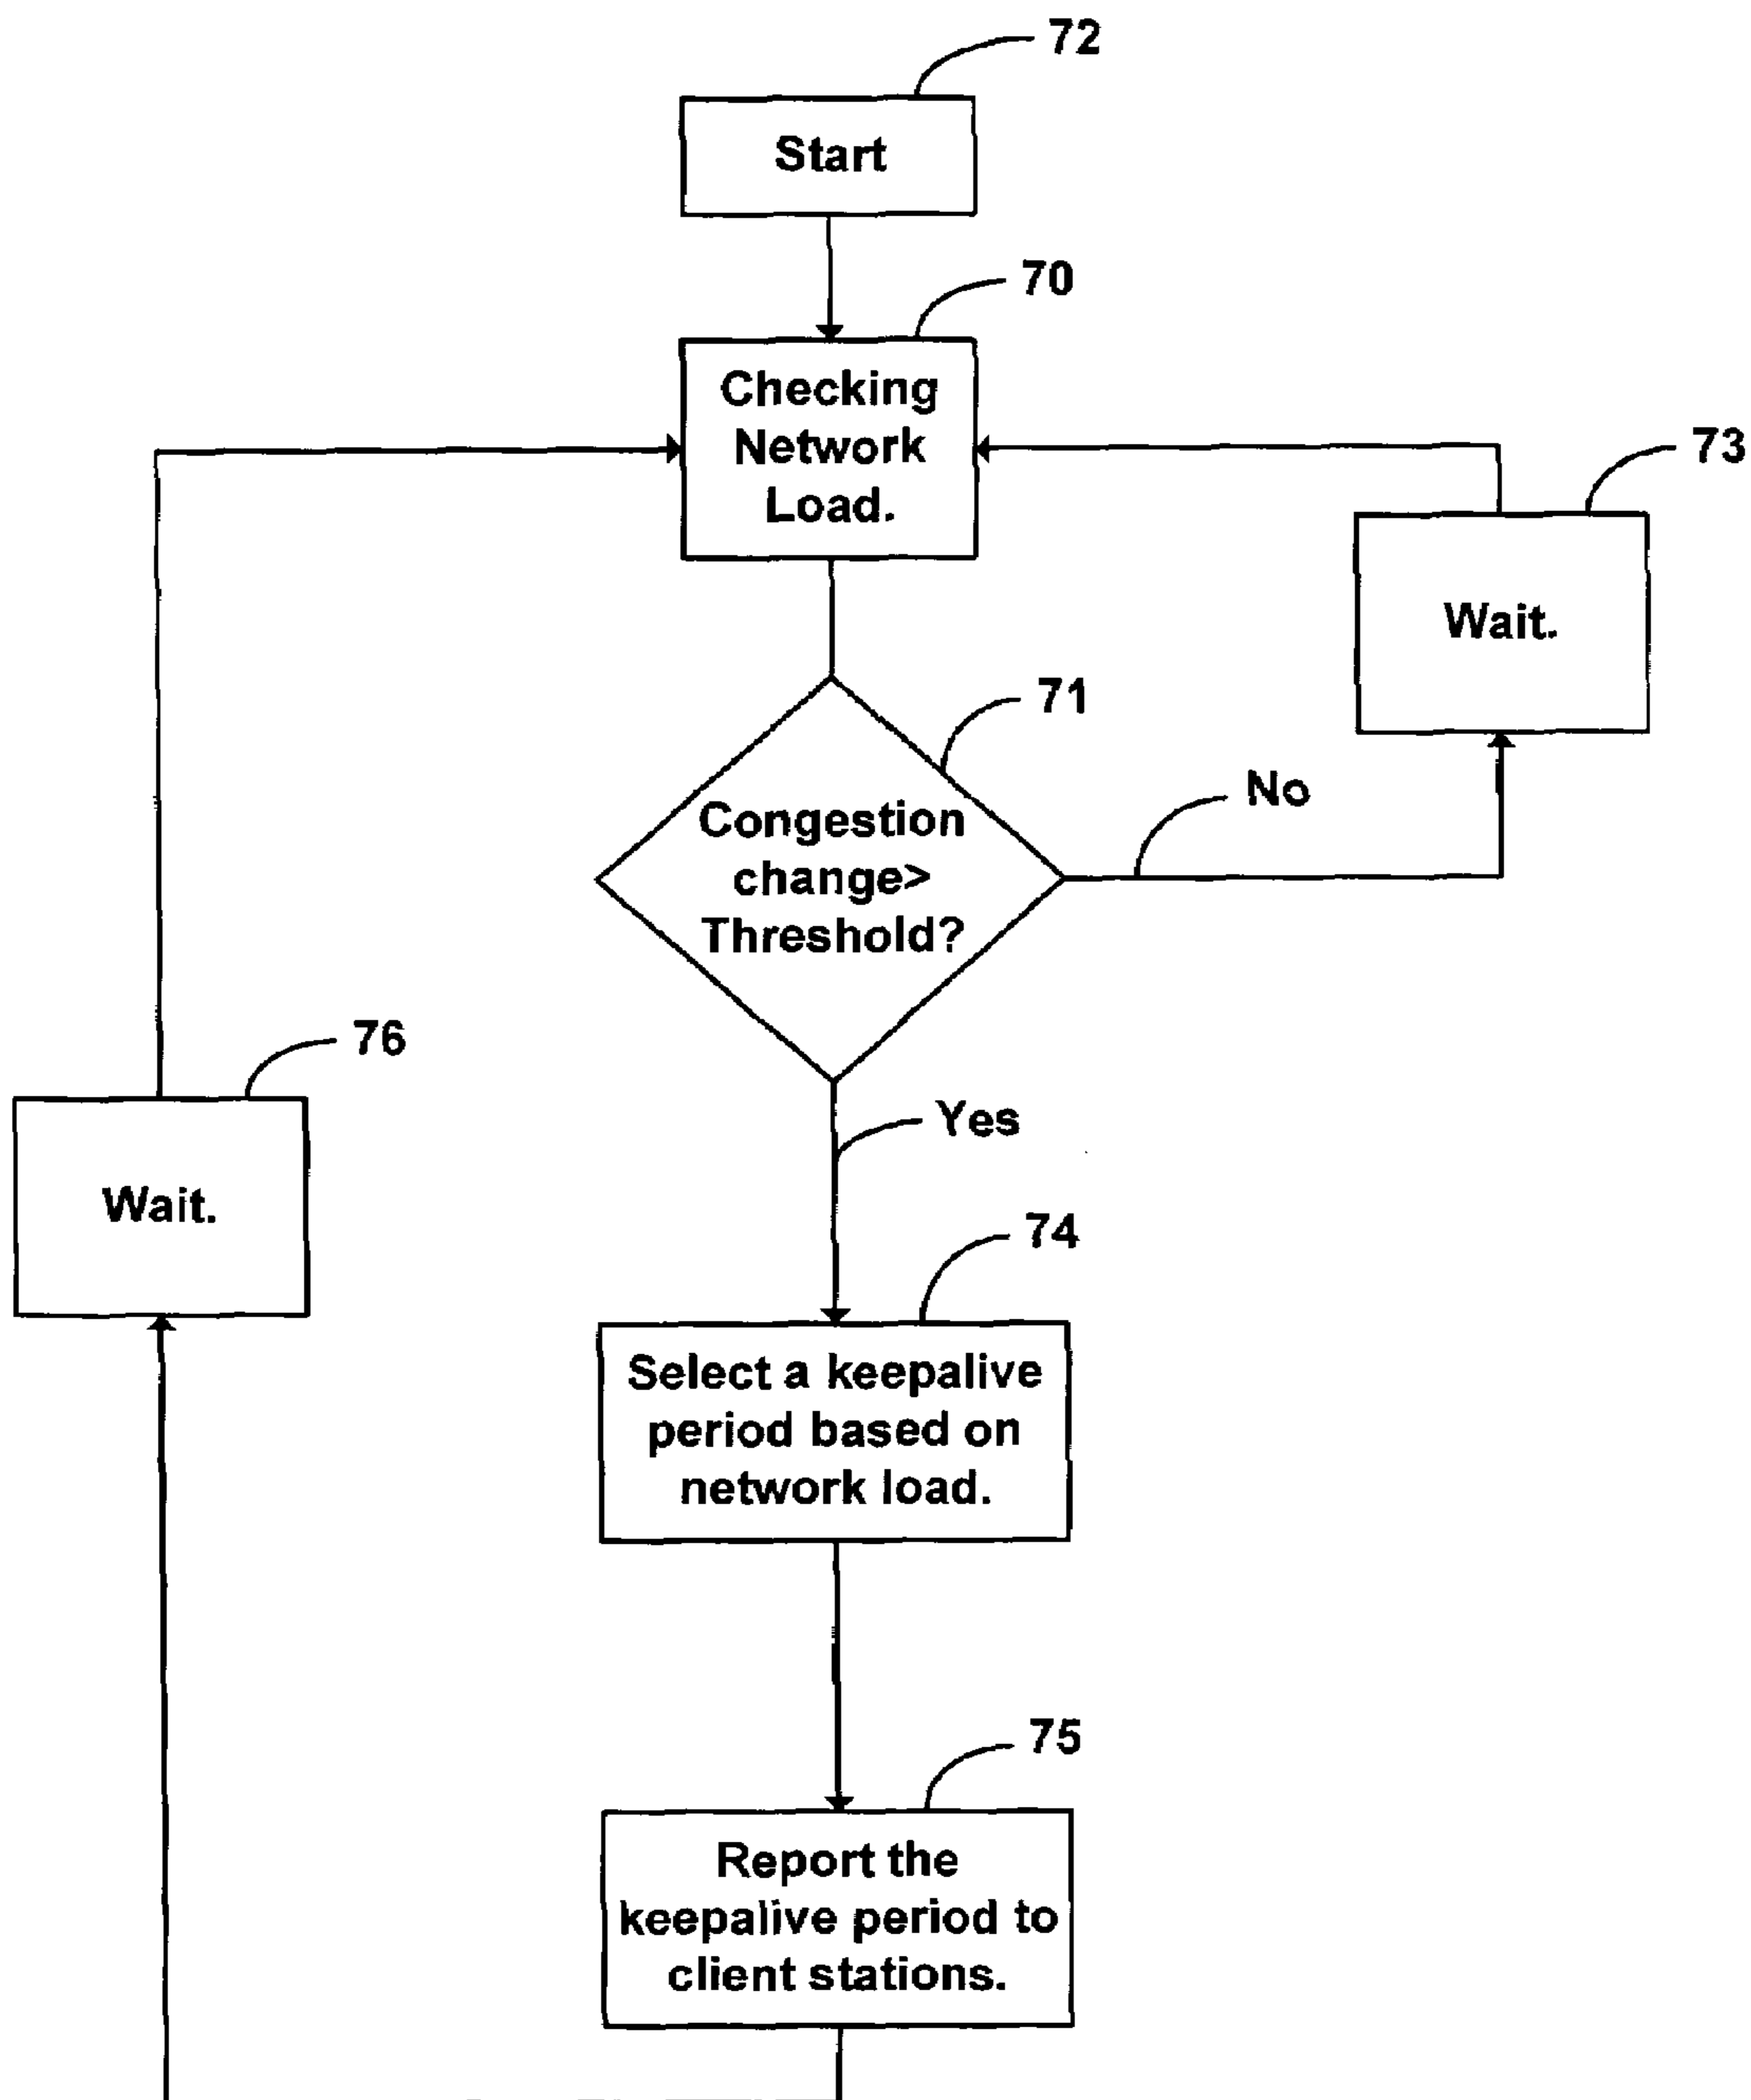 72
Start
70
Checking
Network
Load.
73
Wait.
71
Congestion
change>
Threshold?
No
76
Wait.
Yes
74
Select a keepalive
period based on
network load.
75
Report the
keepalive period to
client stations.